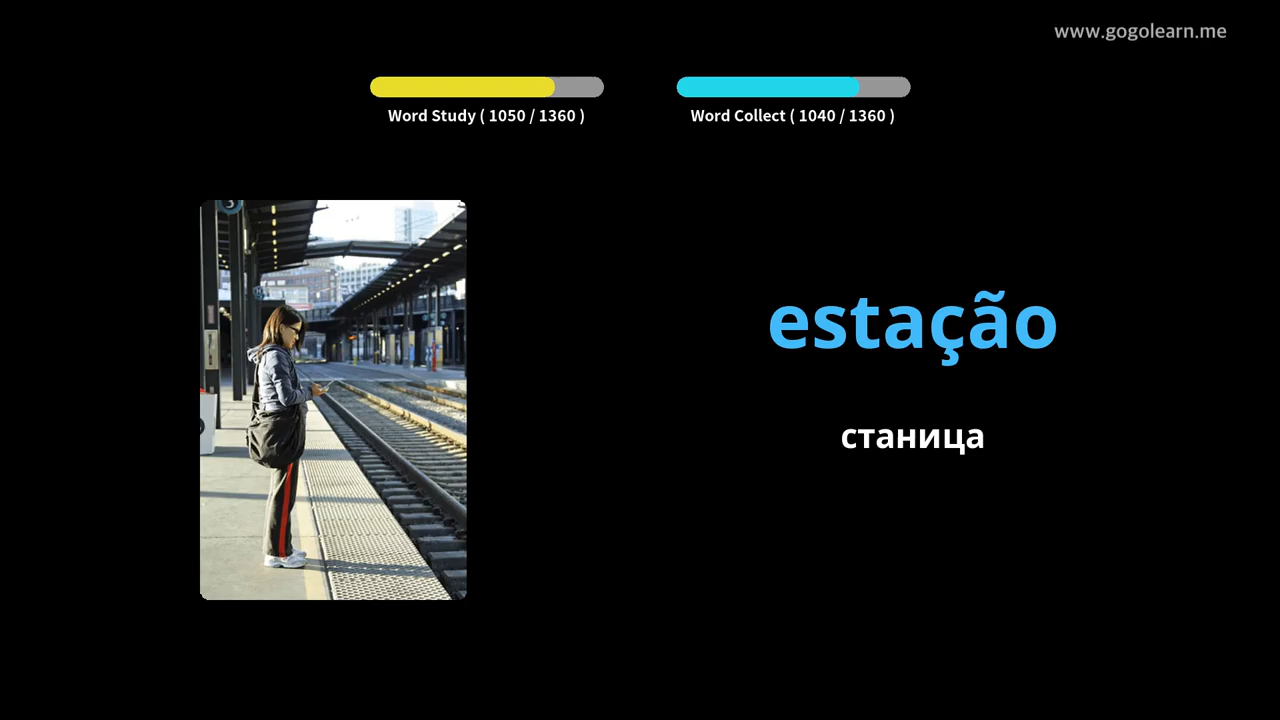 www.gogolearn.me
Word Study ( 1050 / 1360 )
Word Collect ( 1040 / 1360 )
estação
станица